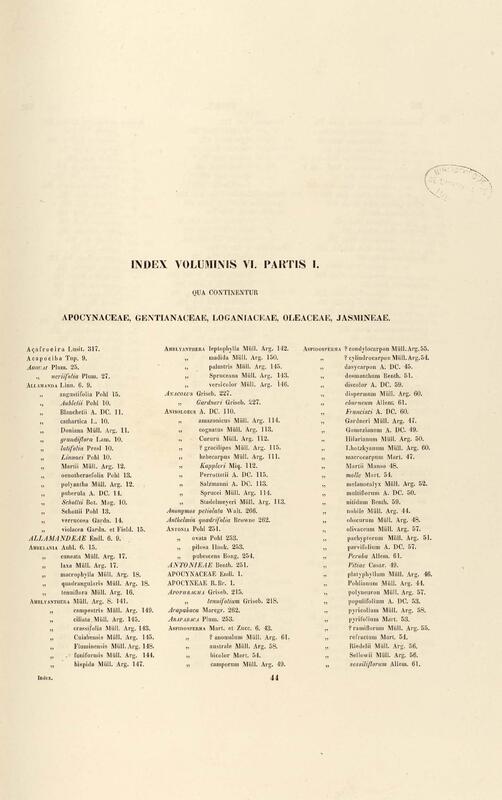 INDEX VOLUMINIS VI. PARTIS I.
QUA CONTINENTUR
APOCYNACEAE, GENTIANACEAE, LOGANIACEAE, OLEACEAE, JASMINEAE.
Açafroeira Lusit. 317.
Acapociba Tup. 9.
Ahouai Plum. 25.
„ neriifolia Plum. 27.
Allamanda Linn. 6. 9.
„ angustifolia Pohl 15.
„ Aubletii Pohl 10.
„ Blanchetii A. DC. 11.
„ cathartica L. 10.
„ Doniana Müll. Arg. 11.
„ grandiflora Lam. 10.
„ latifolia Presl 10.
„ Linnaei Pohl 10.
„ Martii Müll. Arg. 12.
„ oenotheraefolia Pohl 13.
„ polyantha Müll. Arg. 12.
„ puberula A. DC. 14.
„ Schottii Bot. Mag. 10.
„ Schottii Pohl 13.
„ verrucosa Gardn. 14.
„ violacea Gardn. et Field. 15.
ALLAMANDEAE Endl. 6. 9.
Ambelania Aubl. 6. 15.
„ cuneata Müll. Arg. 17.
„ laxa Müll. Arg. 17.
„ macrophylla Müll. Arg. 18.
„ quadrangularis Müll. Arg. 18.
„ tenuiflora Müll. Arg. 16.
Amblyanthera Müll. Arg. 8. 141.
„ campestris Müll. Arg. 149.
„ ciliata Müll. Arg. 145.
„ crassifolia Müll. Arg. 143.
„ Cuiabensis Müll. Arg. 145.
„ Fluminensis Müll. Arg. 148.
„ fusiformis Müll. Arg. 144.
„ hispida Müll. Arg. 147.
Amblyanthera leptophylla Müll. Arg. 142.
„ madida Müll. Arg. 150.
„ palustris Müll. Arg. 145.
„ Spruceana Müll. Arg. 143.
„ versicolor Müll. Arg. 146.
Anacolus Griseb. 227.
„ Gardneri Griseb. 227.
Anisolobus A. DC. 110.
„ amazonicus Müll. Arg. 114.
„ cognatus Müll. Arg. 113.
„ Cururu Müll. Arg. 112.
„ ? gracilipes Müll. Arg. 115.
„ hebecarpus Müll. Arg. 111.
„ Kappleri Miq. 112.
„ Perrottetii A. DC. 115.
„ Salzmanni A. DC. 113.
„ Sprucei Müll. Arg. 114.
„ Stadelmeyeri Müll. Arg. 113.
Anonymos petiolata Walt. 266.
Anthelmia quadrifolia Browne 262.
Antonia Pohl 251.
„ ovata Pohl 253.
„ pilosa Hook. 253.
„ pubescens Bong. 254.
ANTONIEAE Benth. 251.
APOCYNACEAE Endl. 1.
APOCYNEAE R. Br. 1.
Apophragma Griseb. 215.
„ tenuifolium Griseb. 218.
Arapabaca Marcgr. 262.
Arapabaca Plum. 253.
Aspidosperma Mart. et Zucc. 6. 43.
„ ? anomalum Müll. Arg. 61.
„ australe Müll. Arg. 58.
„ bicolor Mart. 54.
„ camporum Müll. Arg. 49.
Aspidosperma ? condylocarpon Müll. Arg. 55.
„ ? cylindrocarpon Müll. Arg. 54.
„ dasycarpon A. DC. 45.
„ desmanthum Benth. 51.
„ discolor A. DC. 59.
„ dispermum Müll. Arg. 60.
„ eburneum Allem. 61.
„ Francisci A. DC. 60.
„ Gardneri Müll. Arg. 47.
„ Gomezianum A. DC. 49.
„ Hilarianum Müll. Arg. 50.
„ Lhotzkyanum Müll. Arg. 60.
„ macrocarpon Mart. 47.
„ Martii Manso 48.
„ molle Mart. 54.
„ melanocalyx Müll. Arg. 52.
„ multiflorum A. DC. 50.
„ nitidum Benth. 59.
„ nobile Müll. Arg. 44.
„ obscurum Müll. Arg. 48.
„ olivaceum Müll. Arg. 57.
„ pachypterum Müll. Arg. 51.
„ parvifolium A. DC. 57.
„ Peroba Allem. 61.
„ Pitiac Casar. 49.
„ platyphyllum Müll. Arg. 46.
„ Pohlianum Müll. Arg. 44.
„ polyneuron Müll. Arg. 57.
„ populifolium A. DC. 53.
„ pyricollum Müll. Arg. 58.
„ pyrifolium Mart. 53.
„ ? ramiflorum Müll. Arg. 55.
„ refractum Mart. 54.
„ Riedelii Müll. Arg. 56.
„ Sellowii Müll. Arg. 56.
„ sessiliflorum Allem. 61.
Index.
44